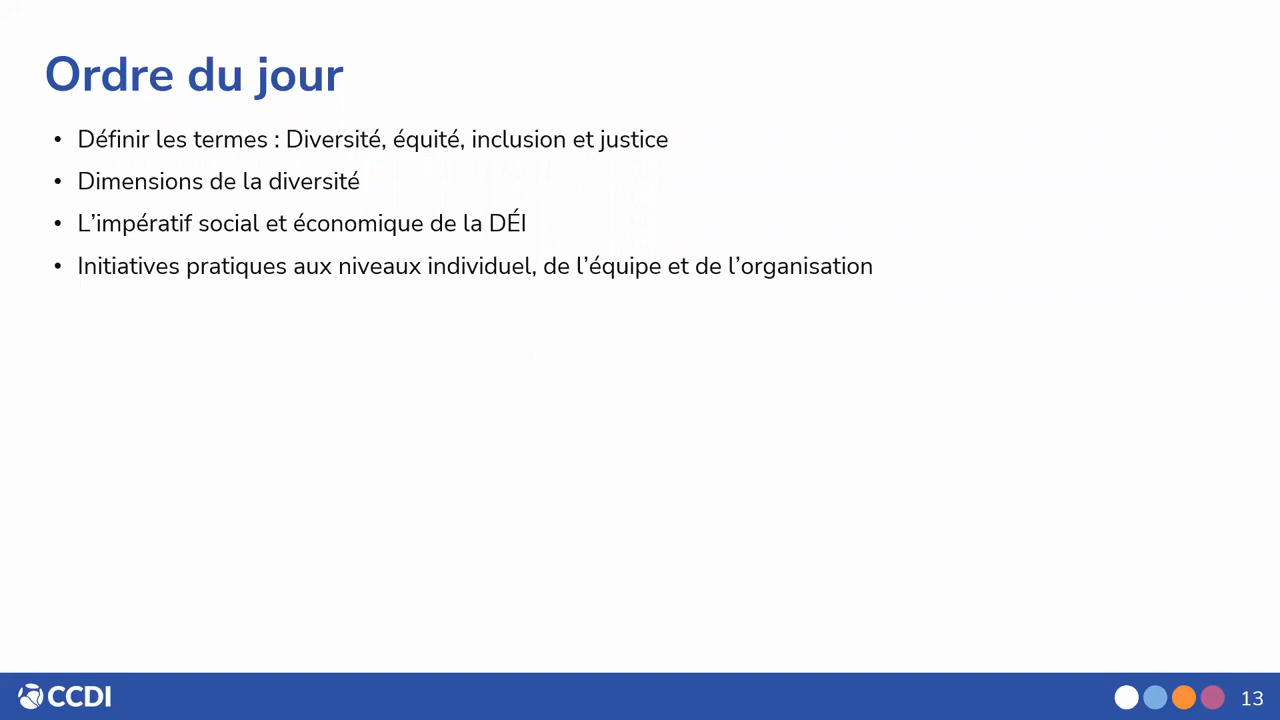 Ordre du jour
• Définir les termes : Diversité, équité, inclusion et justice
• Dimensions de la diversité
• L’impératif social et économique de la DÉI
• Initiatives pratiques aux niveaux individuel, de l’équipe et de l’organisation
CCDI
13